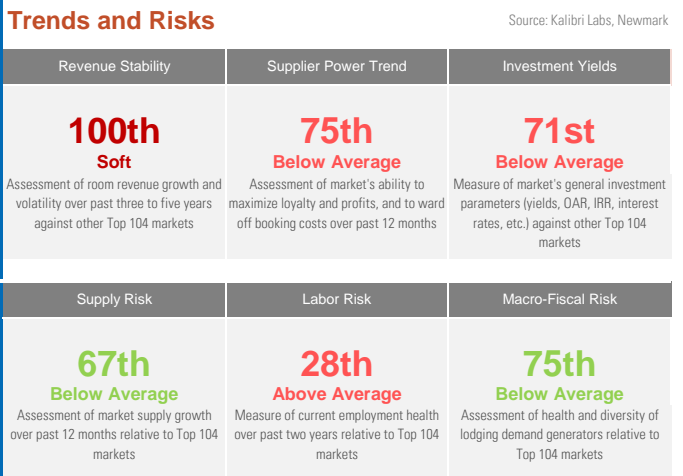 Trends and Risks
Source: Kalibri Labs, Newmark
Revenue Stability
Supplier Power Trend
Investment Yields
100th
Soft
Assessment of room revenue growth and
volatility over past three to five years
against other Top 104 markets
75th
Below Average
Assessment of market's ability to
maximize loyalty and profits, and to ward
off booking costs over past 12 months
71st
Below Average
Measure of market's general investment
parameters (yields, OAR, IRR, interest
rates, etc.) against other Top 104
markets
Supply Risk
Labor Risk
Macro-Fiscal Risk
67th
Below Average
Assessment of market supply growth
over past 12 months relative to Top 104
markets
28th
Above Average
Measure of current employment health
over past two years relative to Top 104
markets
75th
Below Average
Assessment of health and diversity of
lodging demand generators relative to
Top 104 markets